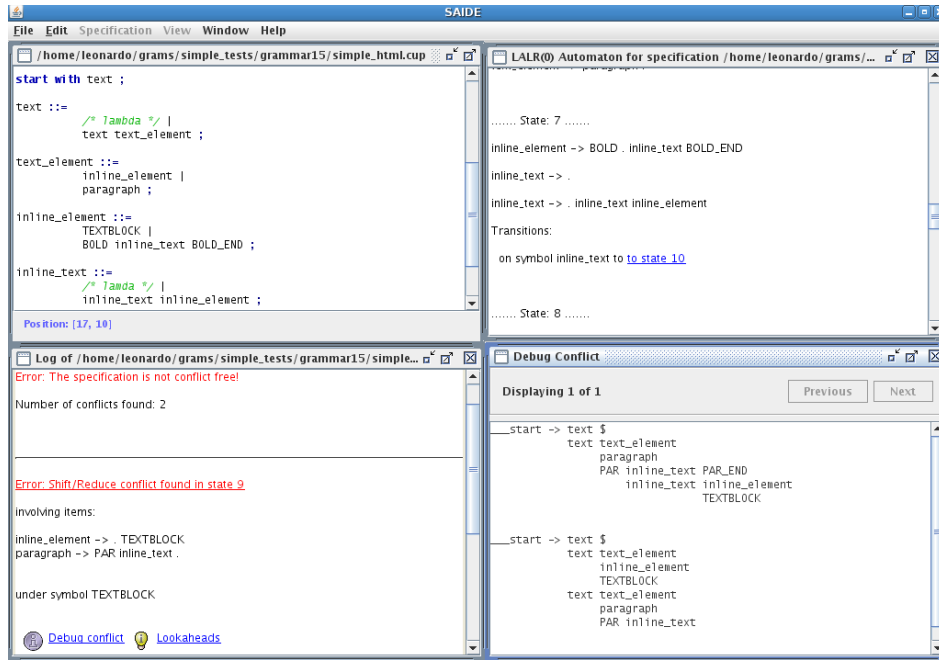 SAIDE
File Edit Specification View Window Help
/home/leonardo/grams/simple_tests/grammar15/simple_html.cup
start with text ;
text ::=
/* lambda */ |
text text_element ;
text_element ::=
inline_element |
paragraph ;
inline_element ::=
TEXTBLOCK |
BOLD inline_text BOLD_END ;
inline_text ::=
/* lamda */ |
inline_text inline_element ;
Position: [17, 10]
LALR(0) Automaton for specification /home/leonardo/grams/...
....... State: 7 .......
inline_element -> BOLD . inline_text BOLD_END
inline_text -> .
inline_text -> . inline_text inline_element
Transitions:
on symbol inline_text to to state 10
....... State: 8 .......
Log of /home/leonardo/grams/simple_tests/grammar15/simple...
Error: The specification is not conflict free!
Number of conflicts found: 2
Error: Shift/Reduce conflict found in state 9
involving items:
inline_element -> . TEXTBLOCK
paragraph -> PAR inline_text .
under symbol TEXTBLOCK
Debug conflict Lookaheads
Debug Conflict
Displaying 1 of 1 Previous Next
___start -> text $
text text_element
paragraph
PAR inline_text PAR_END
inline_text inline_element
TEXTBLOCK
___start -> text $
text text_element
inline_element
TEXTBLOCK
text text_element
paragraph
PAR inline_text